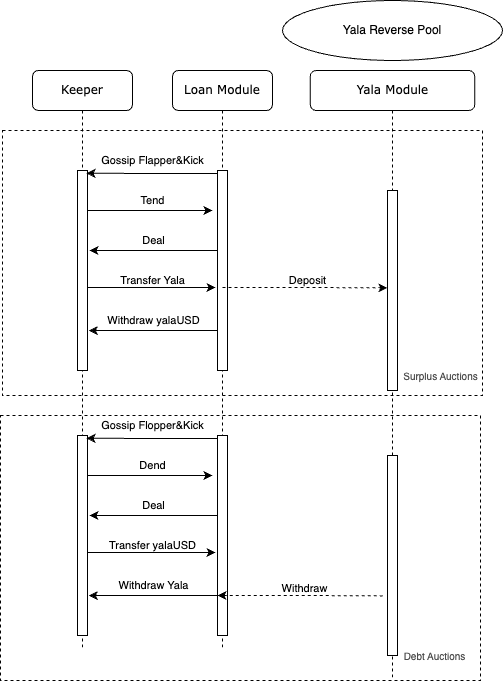 Yala Reverse Pool
Keeper
Loan Module
Yala Module
Gossip Flapper&Kick
Tend
Deal
Transfer Yala
Deposit
Withdraw yalaUSD
Surplus Auctions
Gossip Flopper&Kick
Dend
Deal
Transfer yalaUSD
Withdraw Yala
Withdraw
Debt Auctions